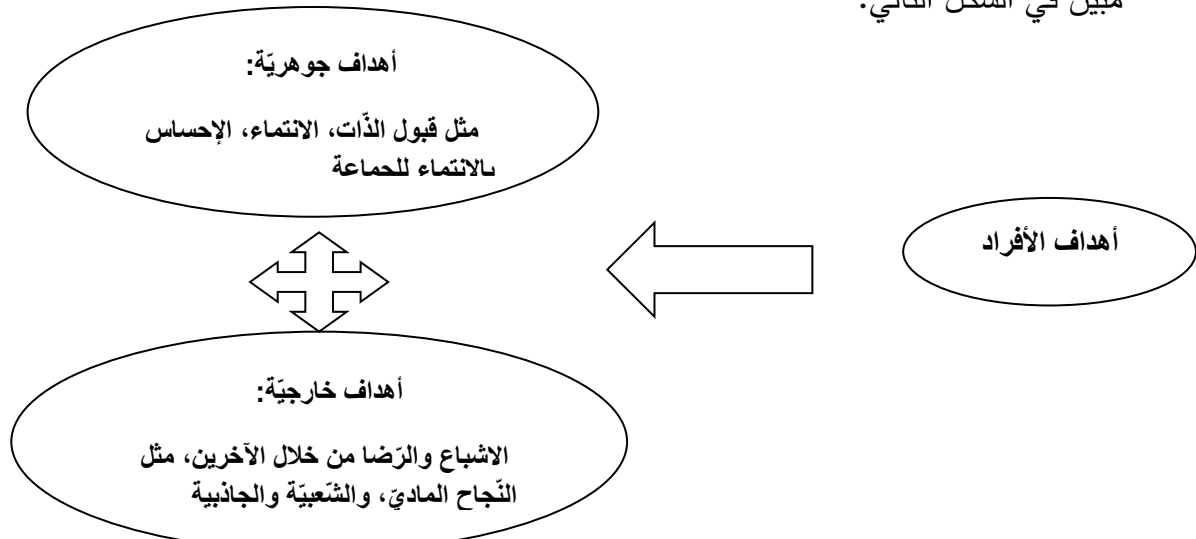 مبين في الشكل التالي:
أهداف جوهريّة:
مثل قبول الذّات، الانتماء، الإحساس
بالانتماء للجماعة
أهداف الأفراد
أهداف خارجيّة:
الاشباع والرّضا من خلال الآخرين، مثل
النّجاح الماديّ، والشّعبيّة والجاذبية